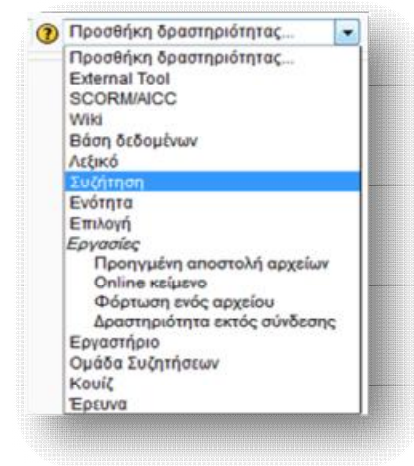 Προσθήκη δραστηριότητας...
Προσθήκη δραστηριότητας...
External Tool
SCORM/AICC
Wiki
Βάση δεδομένων
Λεξικό
Συζήτηση
Ενότητα
Επιλογή
Εργασίες
Προηγμένη αποστολή αρχείων
Online κείμενο
Φόρτωση ενός αρχείου
Δραστηριότητα εκτός σύνδεσης
Εργαστήριο
Ομάδα Συζητήσεων
Κουίζ
Έρευνα